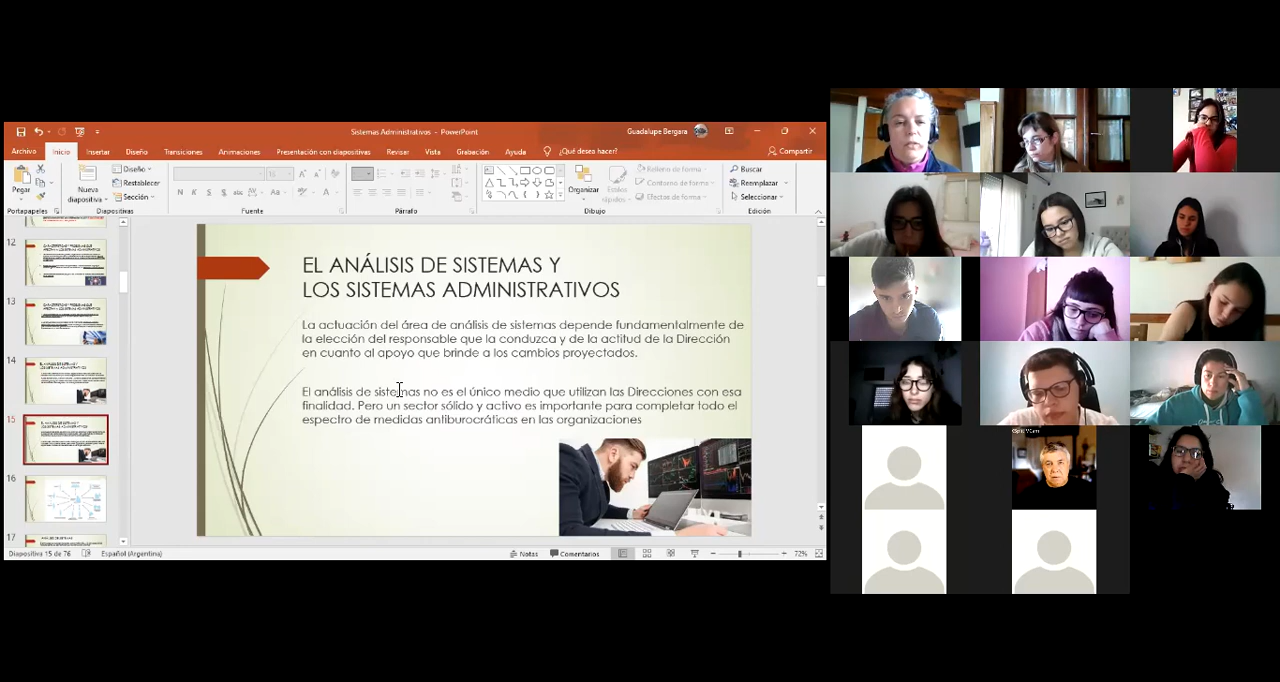 Sistemas Administrativos - PowerPoint
Guadalupe Bergara
Archivo Inicio Insertar Diseño Transiciones Animaciones Presentación con diapositivas Revisar Vista Grabación Ayuda ¿Qué desea hacer? Compartir
Pegar
Nueva diapositiva
Diseño
Restablecer
Sección
N K S
Organizar
Estilos rápidos
Relleno de forma
Contorno de forma
Efectos de forma
Buscar
Reemplazar
Seleccionar
Portapapeles Diapositivas Fuente Párrafo Dibujo Edición
12
13
14
15
16
17
EL ANÁLISIS DE SISTEMAS Y
LOS SISTEMAS ADMINISTRATIVOS
La actuación del área de análisis de sistemas depende fundamentalmente de
la elección del responsable que la conduzca y de la actitud de la Dirección
en cuanto al apoyo que brinde a los cambios proyectados.
El análisis de sistemas no es el único medio que utilizan las Direcciones con esa
finalidad. Pero un sector sólido y activo es importante para completar todo el
espectro de medidas antiburocráticas en las organizaciones
Diapositiva 15 de 76 Español (Argentina) Notas Comentarios 72%